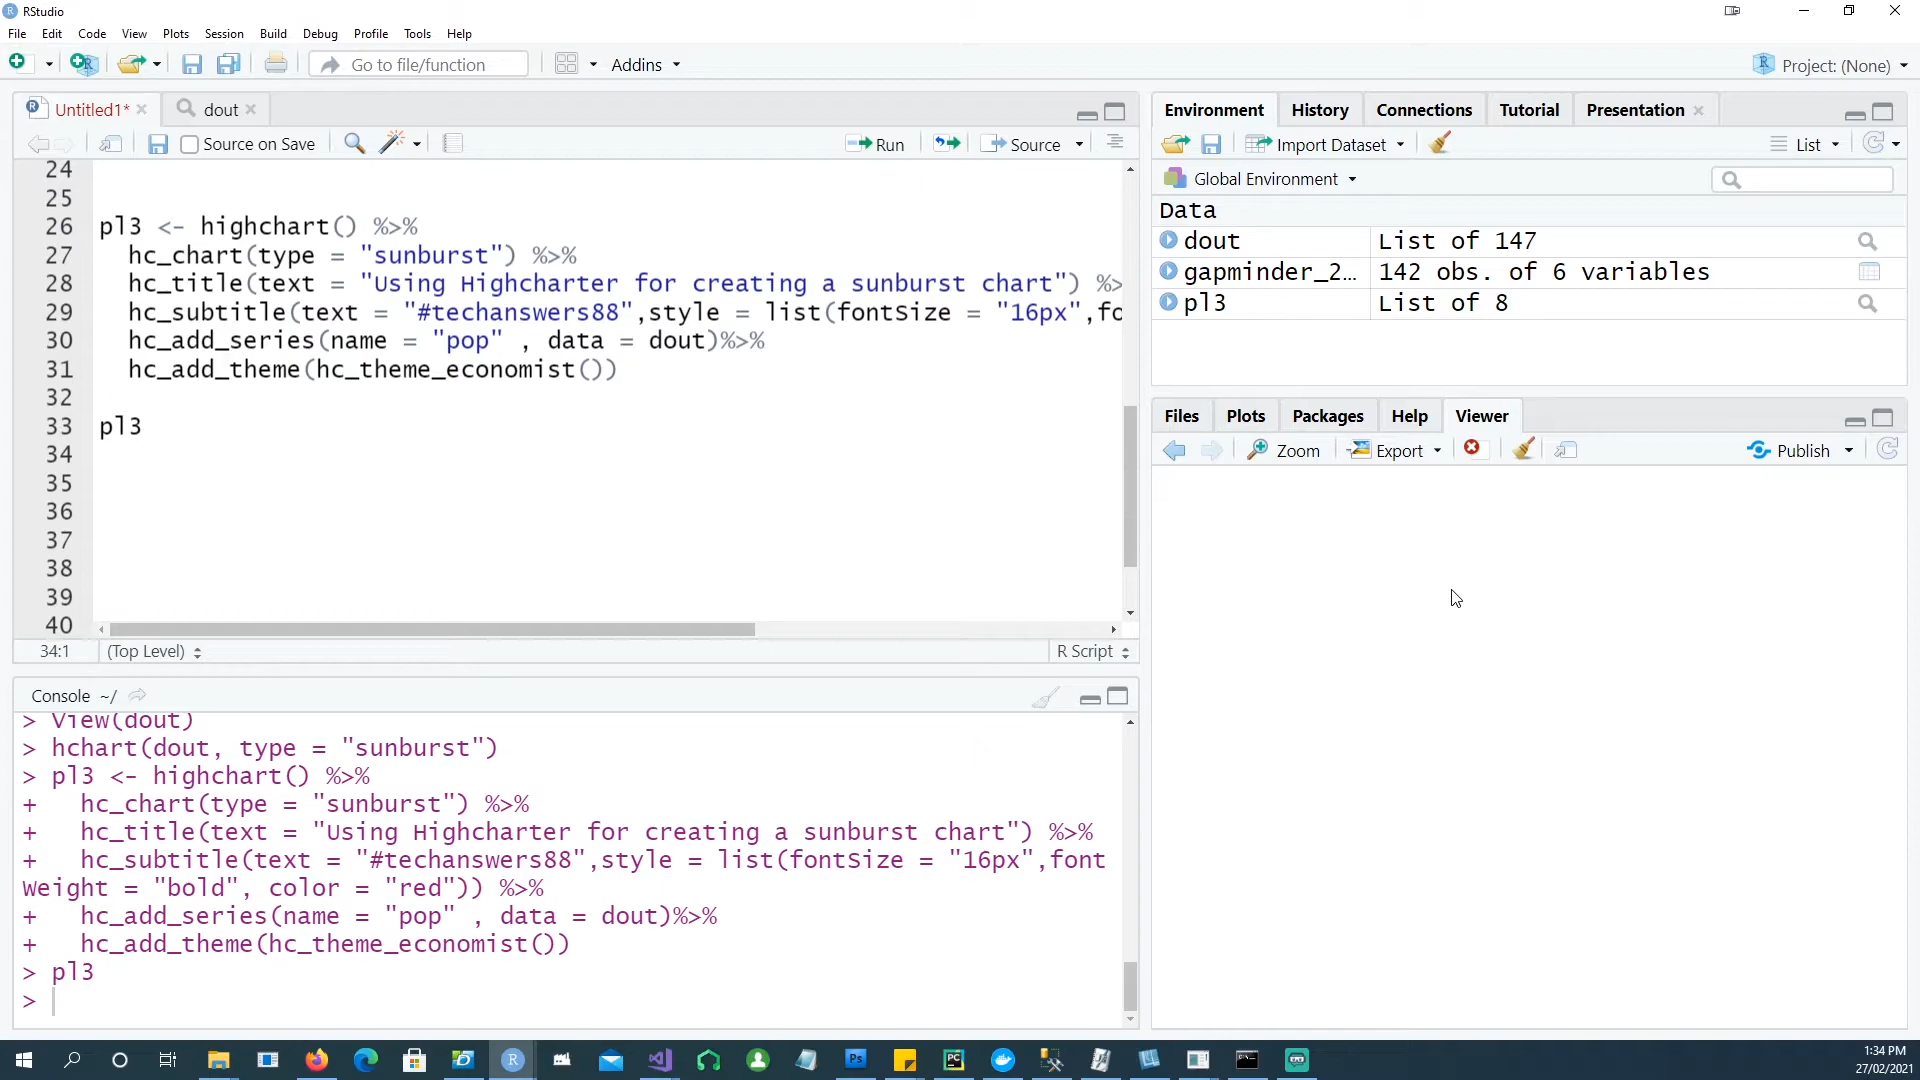 RStudio
File Edit Code View Plots Session Build Debug Profile Tools Help
Go to file/function Addins Project: (None)
Untitled1* dout
Source on Save Run Source
24
25
26 pl3 <- highchart() %>%
27 hc_chart(type = "sunburst") %>%
28 hc_title(text = "Using Highcharter for creating a sunburst chart") %>
29 hc_subtitle(text = "#techanswers88",style = list(fontSize = "16px",fo
30 hc_add_series(name = "pop" , data = dout)%>%
31 hc_add_theme(hc_theme_economist())
32
33 pl3
34
35
36
37
38
39
40
34:1 (Top Level) R Script
Console ~/
> View(dout)
> hchart(dout, type = "sunburst")
> pl3 <- highchart() %>%
+ hc_chart(type = "sunburst") %>%
+ hc_title(text = "Using Highcharter for creating a sunburst chart") %>%
+ hc_subtitle(text = "#techanswers88",style = list(fontSize = "16px",font
Weight = "bold", color = "red")) %>%
+ hc_add_series(name = "pop" , data = dout)%>%
+ hc_add_theme(hc_theme_economist())
> pl3
>
Environment History Connections Tutorial Presentation
Import Dataset List
Global Environment
Data
dout List of 147
gapminder_2... 142 obs. of 6 variables
pl3 List of 8
Files Plots Packages Help Viewer
Zoom Export Publish
1:34 PM
27/02/2021